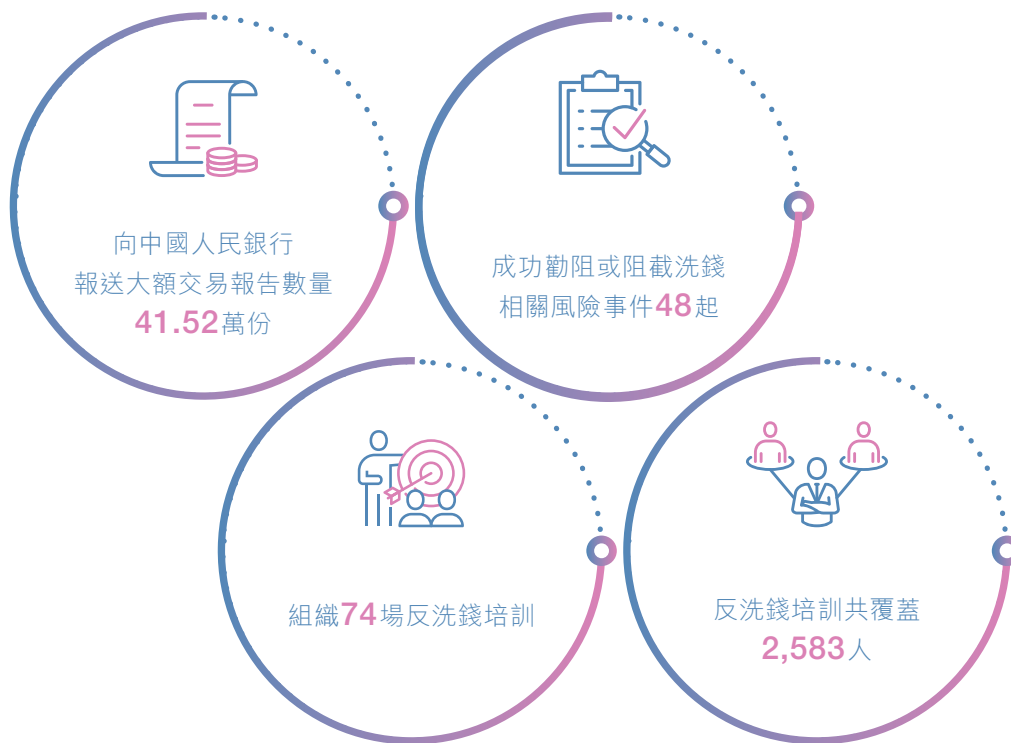 向中國人民銀行
報送大額交易報告數量
41.52萬份
成功勸阻或阻截洗錢
相關風險事件48起
組織74場反洗錢培訓
反洗錢培訓共覆蓋
2,583人